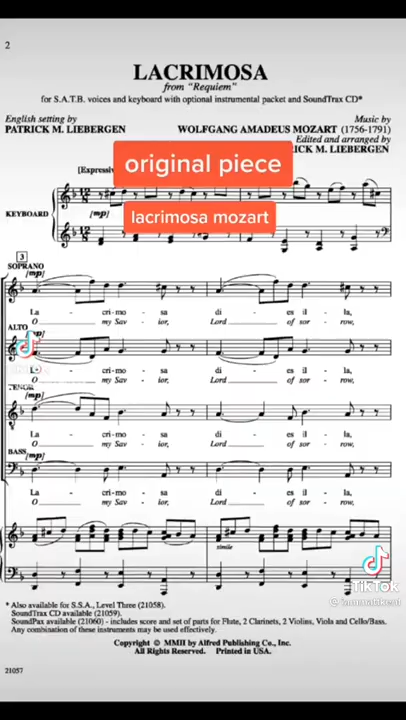 2
LACRIMOSA
from "Requiem"
for S.A.T.B. voices and keyboard with optional instrumental packet and SoundTrax CD*
English setting by
PATRICK M. LIEBERGEN
Music by
WOLFGANG AMADEUS MOZART (1756-1791)
Edited and arranged by
RICK M. LIEBERGEN
original piece
lacrimosa mozart
[Expressiv
KEYBOARD
[mp]
3
SOPRANO
[mp]
La - cri - mo - sa di - es il - la,
O my Sav - ior, Lord of sor - row,
ALTO
[mp]
La - cri - mo - sa di - es il - la,
O my Sav - ior, Lord of sor - row,
TENOR
[mp]
La - cri - mo - sa di - es il - la,
O my Sav - ior, Lord of sor - row,
BASS
[mp]
La - cri - mo - sa di - es il - la,
O my Sav - ior, Lord of sor - row,
simile
TikTok
* Also available for S.S.A., Level Three (21058).
SoundTrax CD available (21059).
SoundPax available (21060) - includes score and set of parts for Flute, 2 Clarinets, 2 Violins, Viola and Cello/Bass.
Any combination of these instruments may be used effectively.
Copyright © MMII by Alfred Publishing Co., Inc.
All Rights Reserved. Printed in USA.
21057